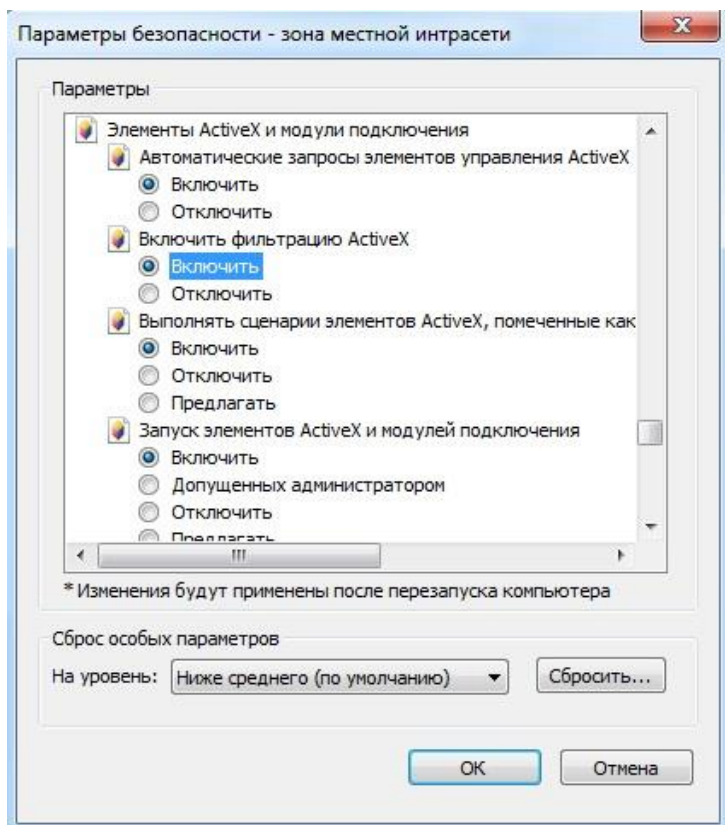 Параметры безопасности - зона местной интрасети
Параметры
Элементы ActiveX и модули подключения
Автоматические запросы элементов управления ActiveX
Включить
Отключить
Включить фильтрацию ActiveX
Включить
Отключить
Выполнять сценарии элементов ActiveX, помеченные как
Включить
Отключить
Предлагать
Запуск элементов ActiveX и модулей подключения
Включить
Допущенных администратором
Отключить
Предлагать
* Изменения будут применены после перезапуска компьютера
Сброс особых параметров
На уровень: Ниже среднего (по умолчанию) Сбросить...
ОК Отмена